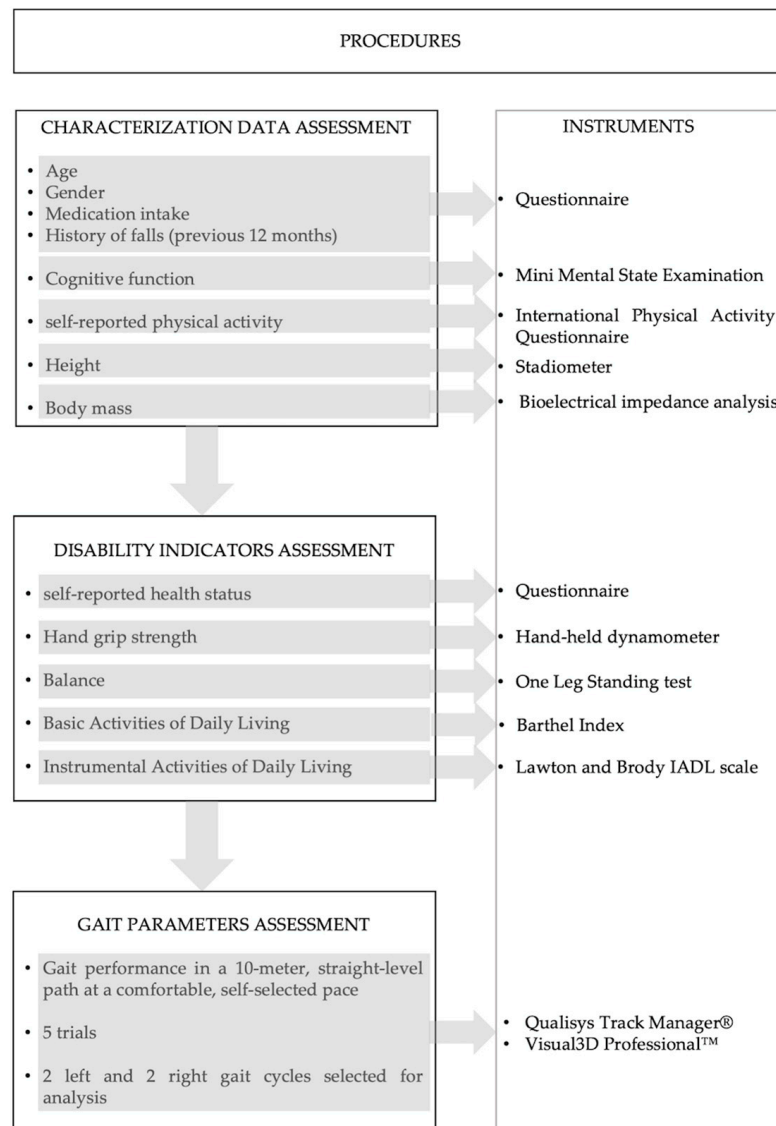 PROCEDURES
CHARACTERIZATION DATA ASSESSMENT
INSTRUMENTS
• Age
• Gender
• Medication intake
• History of falls (previous 12 months)
• Questionnaire
• Cognitive function
• Mini Mental State Examination
• self-reported physical activity
• International Physical Activity
Questionnaire
• Height
• Stadiometer
• Body mass
• Bioelectrical impedance analysis
DISABILITY INDICATORS ASSESSMENT
• self-reported health status
• Questionnaire
• Hand grip strength
• Hand-held dynamometer
• Balance
• One Leg Standing test
• Basic Activities of Daily Living
• Barthel Index
• Instrumental Activities of Daily Living
• Lawton and Brody IADL scale
GAIT PARAMETERS ASSESSMENT
• Gait performance in a 10-meter, straight-level
path at a comfortable, self-selected pace
• 5 trials
• 2 left and 2 right gait cycles selected for
analysis
• Qualisys Track Manager®
• Visual3D Professional™